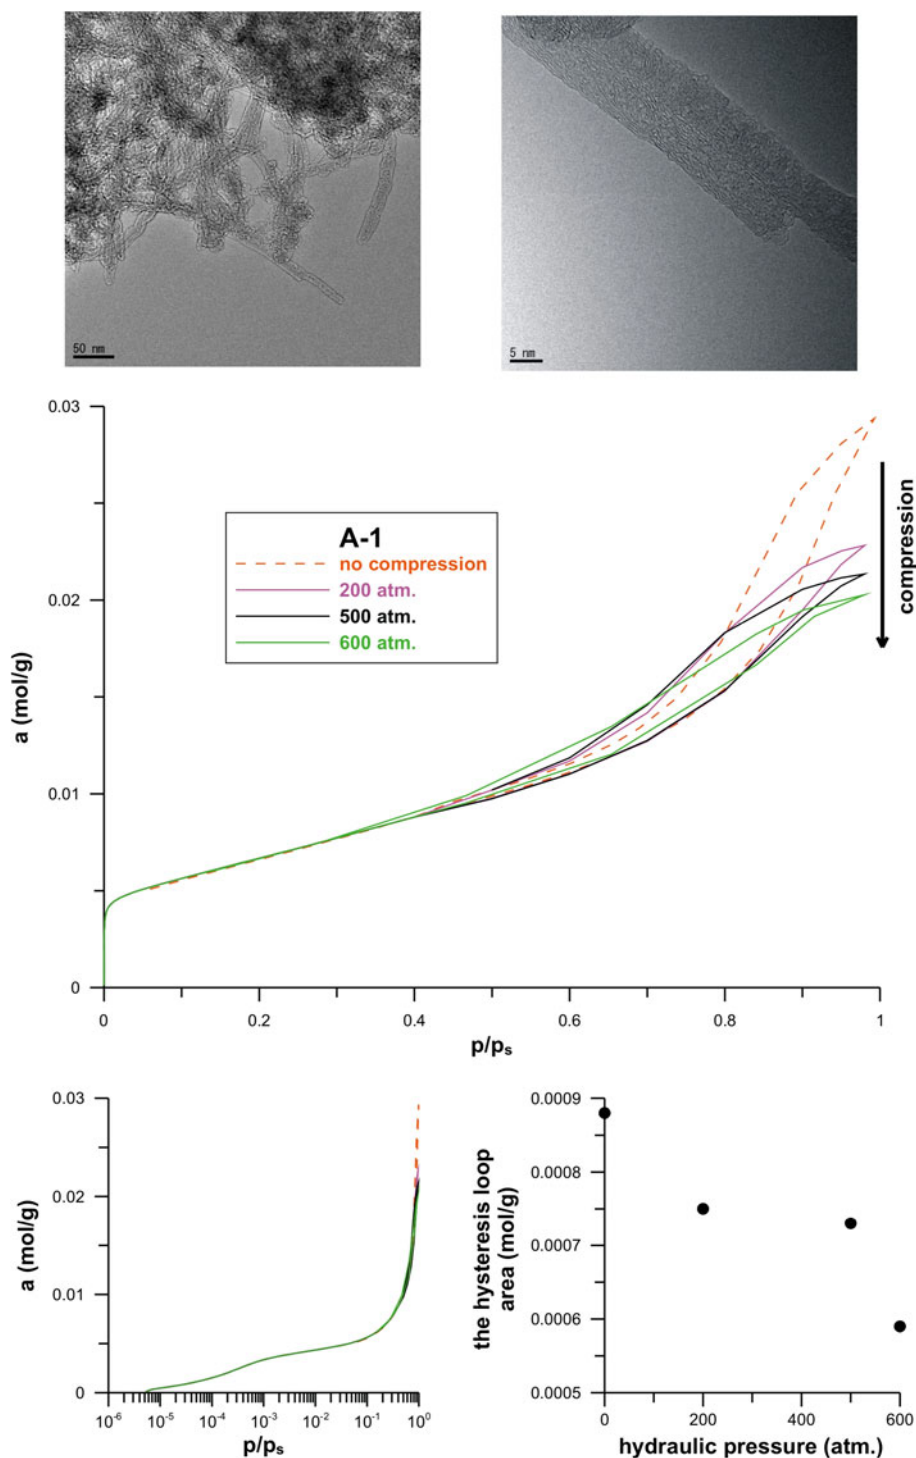 50 nm
5 nm
0.03
0.02
0.01
0
a (mol/g)
A-1
no compression
200 atm.
500 atm.
600 atm.
compression
0
0.2
0.4
0.6
0.8
1
p/pₛ
0.03
0.02
0.01
0
a (mol/g)
10⁻⁶
10⁻⁵
10⁻⁴
10⁻³
10⁻²
10⁻¹
10⁰
p/pₛ
0.0009
0.0008
0.0007
0.0006
0.0005
the hysteresis loop
area (mol/g)
0
200
400
600
hydraulic pressure (atm.)